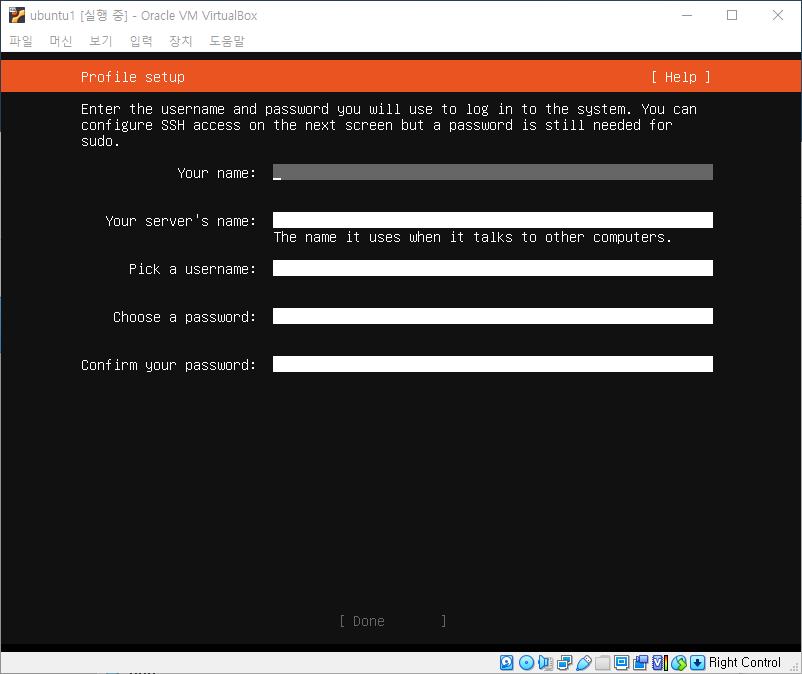 ubuntu1 [실행 중] - Oracle VM VirtualBox
파일 머신 보기 입력 장치 도움말
Profile setup [ Help ]
Enter the username and password you will use to log in to the system. You can
configure SSH access on the next screen but a password is still needed for
sudo.
Your name:
Your server's name:
The name it uses when it talks to other computers.
Pick a username:
Choose a password:
Confirm your password:
[ Done ]
Right Control